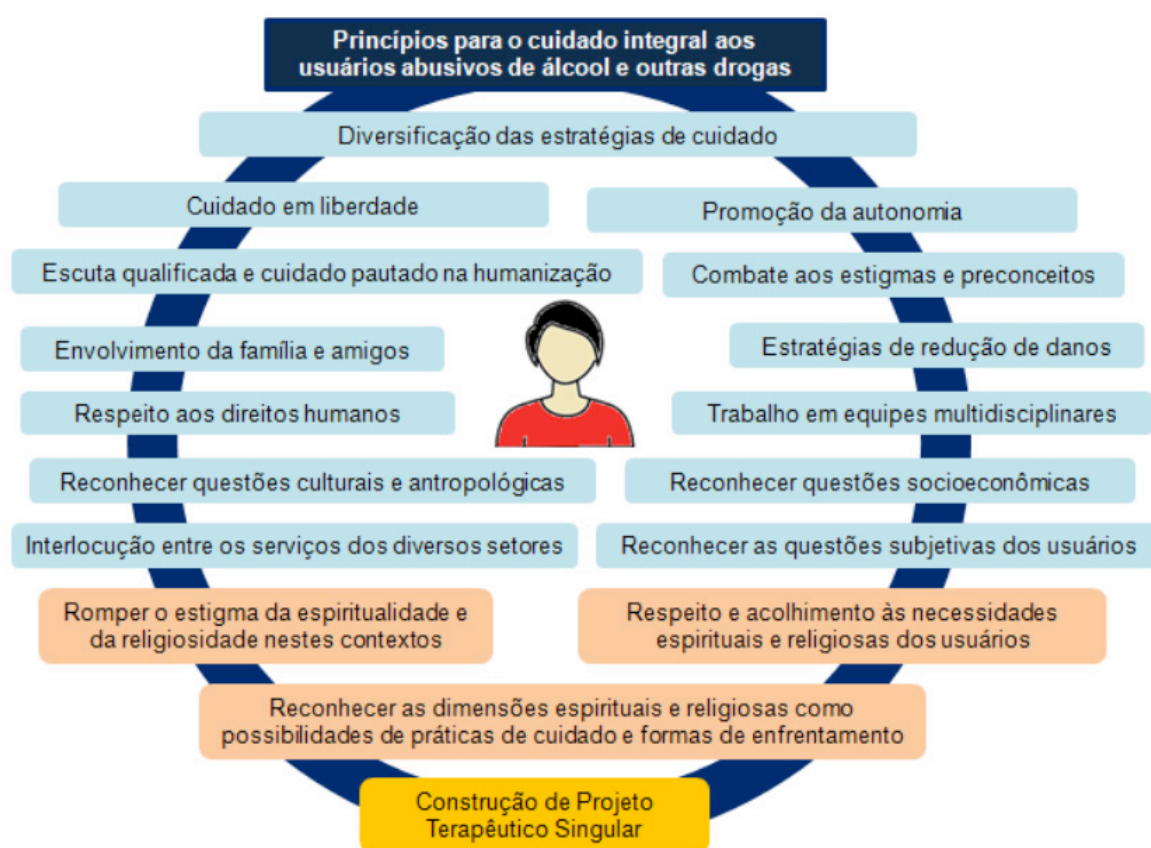 Princípios para o cuidado integral aos
usuários abusivos de álcool e outras drogas
Diversificação das estratégias de cuidado
Cuidado em liberdade
Promoção da autonomia
Escuta qualificada e cuidado pautado na humanização
Combate aos estigmas e preconceitos
Envolvimento da família e amigos
Estratégias de redução de danos
Respeito aos direitos humanos
Trabalho em equipes multidisciplinares
Reconhecer questões culturais e antropológicas
Reconhecer questões socioeconômicas
Interlocução entre os serviços dos diversos setores
Reconhecer as questões subjetivas dos usuários
Romper o estigma da espiritualidade e
da religiosidade nestes contextos
Respeito e acolhimento às necessidades
espirituais e religiosas dos usuários
Reconhecer as dimensões espirituais e religiosas como
possibilidades de práticas de cuidado e formas de enfrentamento
Construção de Projeto
Terapêutico Singular